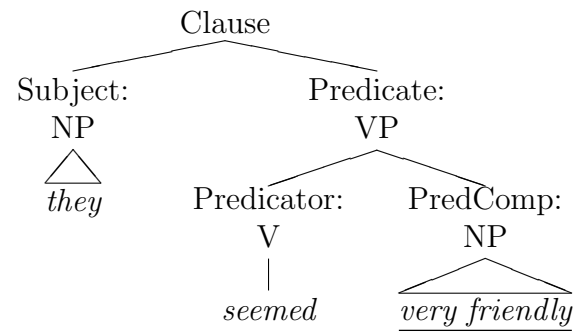 Clause
Subject: Predicate:
NP VP
they Predicator: PredComp:
V NP
seemed very friendly